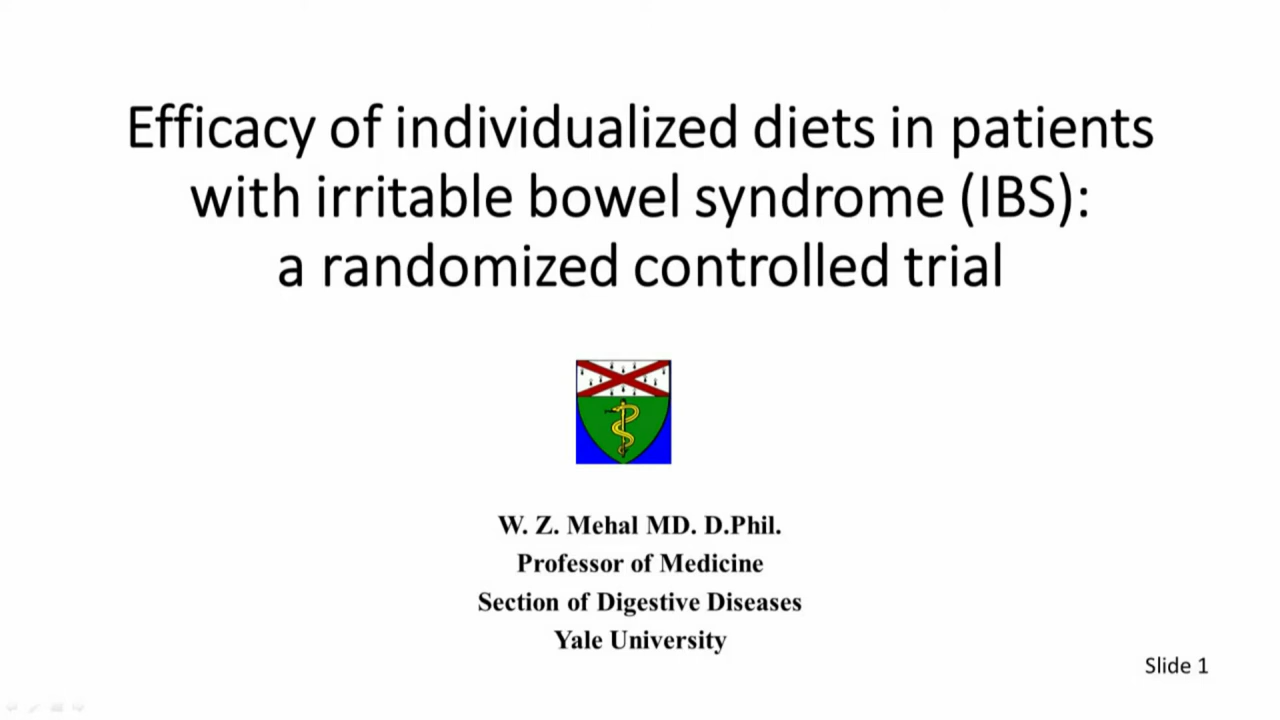 Efficacy of individualized diets in patients
with irritable bowel syndrome (IBS):
a randomized controlled trial
W. Z. Mehal MD. D.Phil.
Professor of Medicine
Section of Digestive Diseases
Yale University
Slide 1